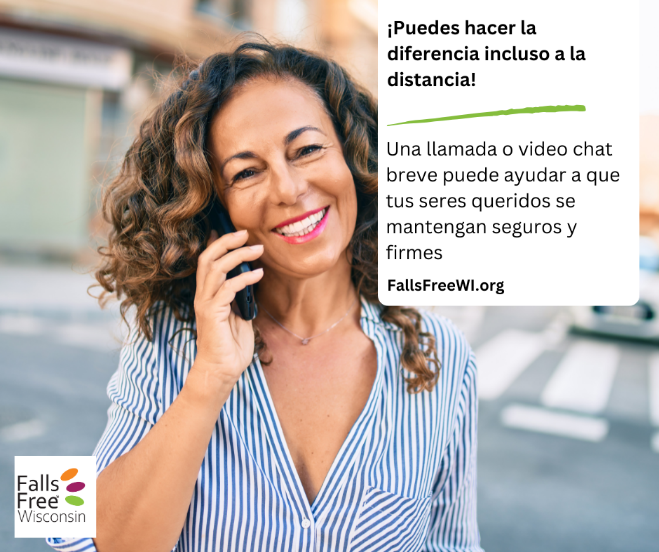 ¡Puedes hacer la
diferencia incluso a la
distancia!
Una llamada o video chat
breve puede ayudar a que
tus seres queridos se
mantengan seguros y
firmes
FallsFreeWI.org
Falls
Free
Wisconsin